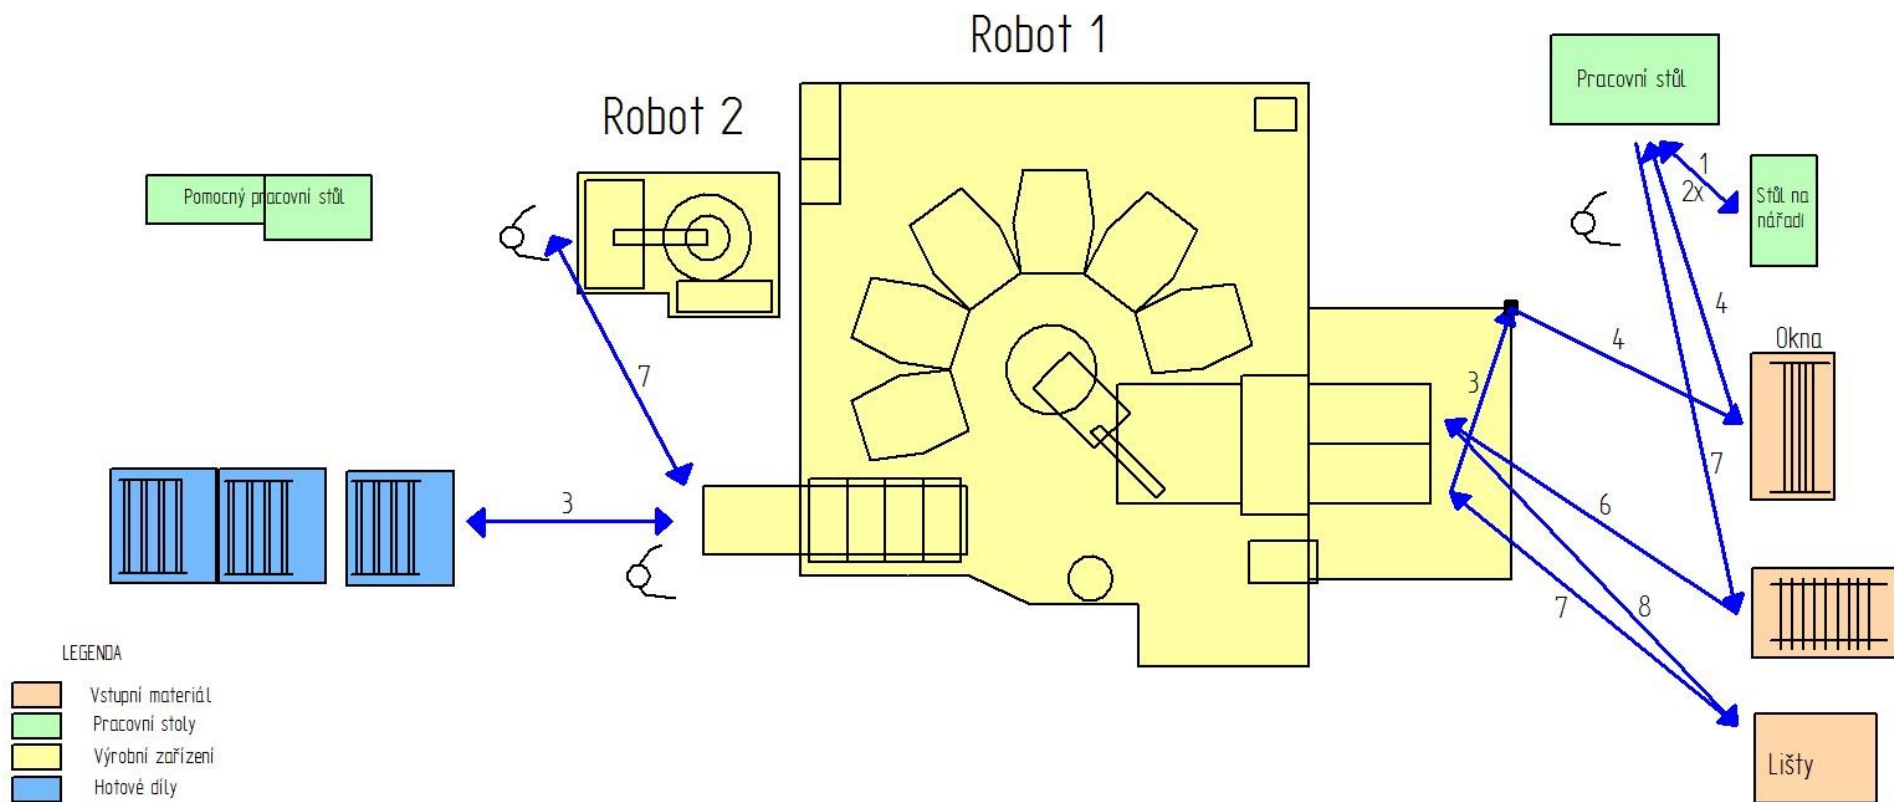 Robot 1
Robot 2
Pracovní stůl
Pomocný pracovní stůl
1
2x
Stůl na
nářadí
4
4
Okna
3
7
7
3
6
7
8
Lišty
LEGENDA
Vstupní materiál
Pracovní stoly
Výrobní zařízení
Hotové díly